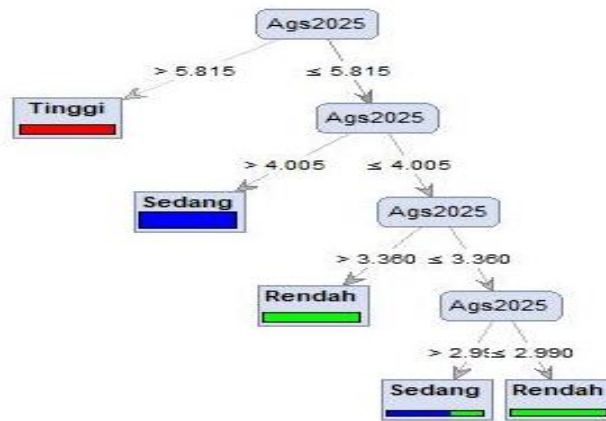 Ags2025
> 5.815 ≤ 5.815
Tinggi
Ags2025
> 4.005 ≤ 4.005
Sedang
Ags2025
> 3.360 ≤ 3.360
Rendah
Ags2025
≤ 2.990
Sedang Rendah